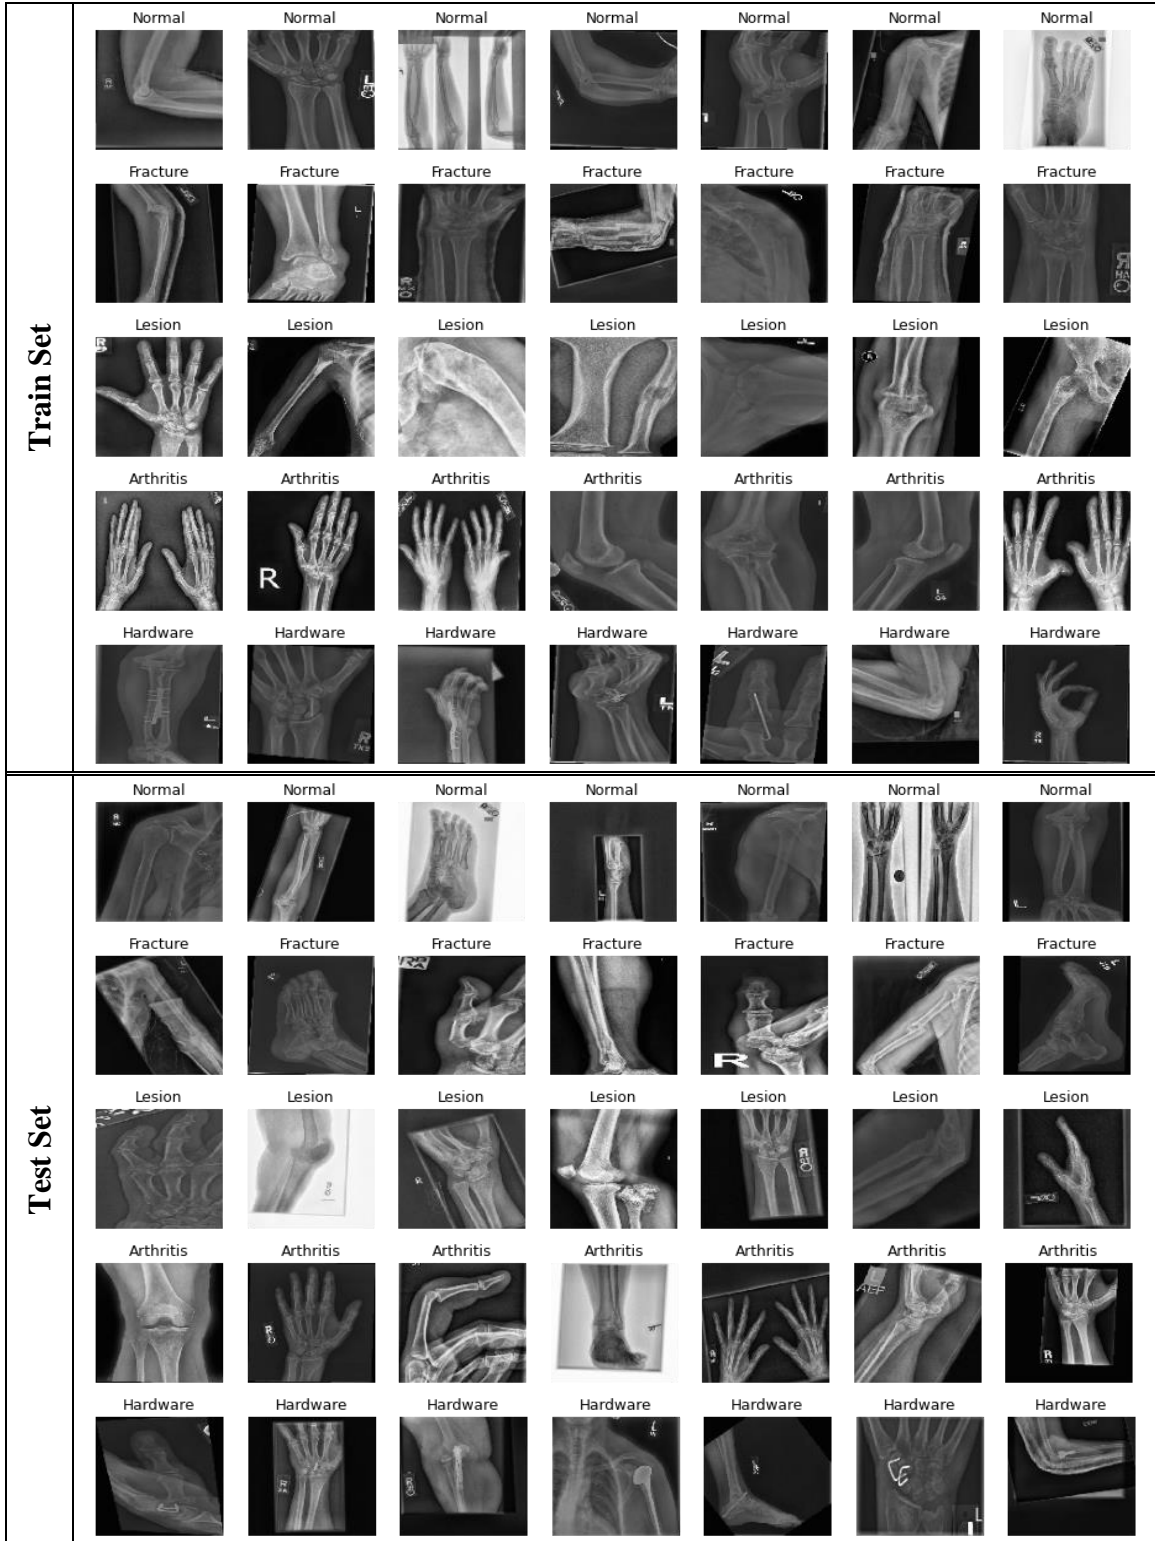 Train Set
Normal Normal Normal Normal Normal Normal Normal
Fracture Fracture Fracture Fracture Fracture Fracture Fracture
Lesion Lesion Lesion Lesion Lesion Lesion Lesion
Arthritis Arthritis Arthritis Arthritis Arthritis Arthritis Arthritis
R
Hardware Hardware Hardware Hardware Hardware Hardware Hardware
Test Set
Normal Normal Normal Normal Normal Normal Normal
Fracture Fracture Fracture Fracture Fracture Fracture Fracture
R
Lesion Lesion Lesion Lesion Lesion Lesion Lesion
Arthritis Arthritis Arthritis Arthritis Arthritis Arthritis Arthritis
R
Hardware Hardware Hardware Hardware Hardware Hardware Hardware
L